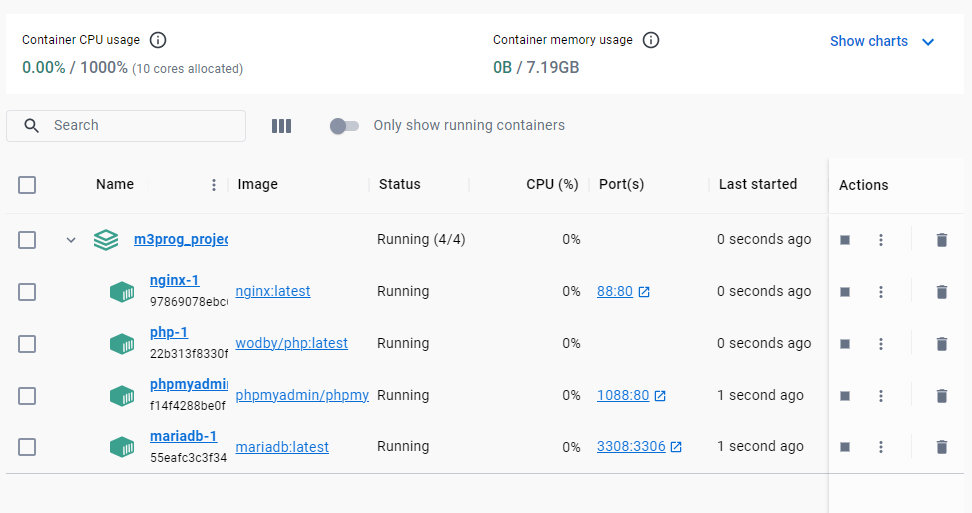 Container CPU usage
0.00% / 1000% (10 cores allocated)
Container memory usage
0B / 7.19GB
Show charts
Search
Only show running containers
Name Image Status CPU (%) Port(s) Last started Actions
m3prog_projec Running (4/4) 0% 0 seconds ago
nginx-1
97869078ebc nginx:latest Running 0% 88:80 0 seconds ago
php-1
22b313f8330f wodby/php:latest Running 0% 0 seconds ago
phpmyadmi
f14f4288be0f phpmyadmin/phpmy Running 0% 1088:80 1 second ago
mariadb-1
55eafc3c3f34 mariadb:latest Running 0% 3308:3306 1 second ago